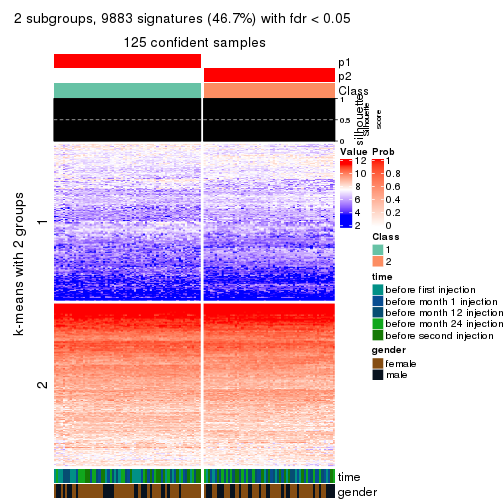 2 subgroups, 9883 signatures (46.7%) with fdr < 0.05
125 confident samples
p1
p2
Class
silhouette
Silhouette score
1
0.5
0
k-means with 2 groups
1
2
time
gender
Value
12
10
8
6
4
2
Prob
1
0.8
0.6
0.4
0.2
0
Class
1
2
time
before first injection
before month 1 injection
before month 12 injection
before month 24 injection
before second injection
gender
female
male